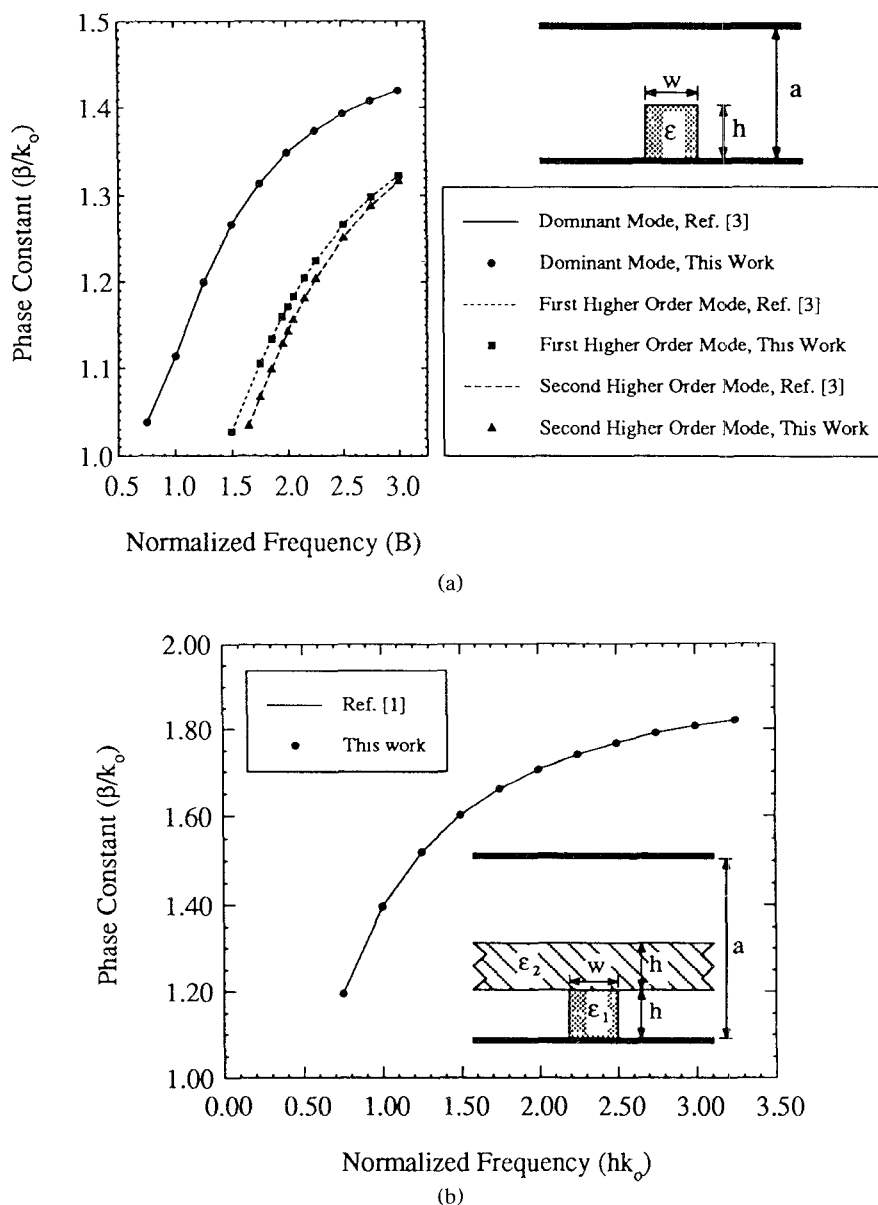 1.5
1.4
1.3
1.2
1.1
1.0
0.5 1.0 1.5 2.0 2.5 3.0
Phase Constant (β/kₒ)
Normalized Frequency (B)
w
ε
h
a
Dominant Mode, Ref. [3]
Dominant Mode, This Work
First Higher Order Mode, Ref. [3]
First Higher Order Mode, This Work
Second Higher Order Mode, Ref. [3]
Second Higher Order Mode, This Work
(a)
2.00
1.80
1.60
1.40
1.20
1.00
0.00 0.50 1.00 1.50 2.00 2.50 3.00 3.50
Phase Constant (β/kₒ)
Normalized Frequency (hkₒ)
Ref. [1]
This work
ε₂
w
h
ε₁
h
a
(b)